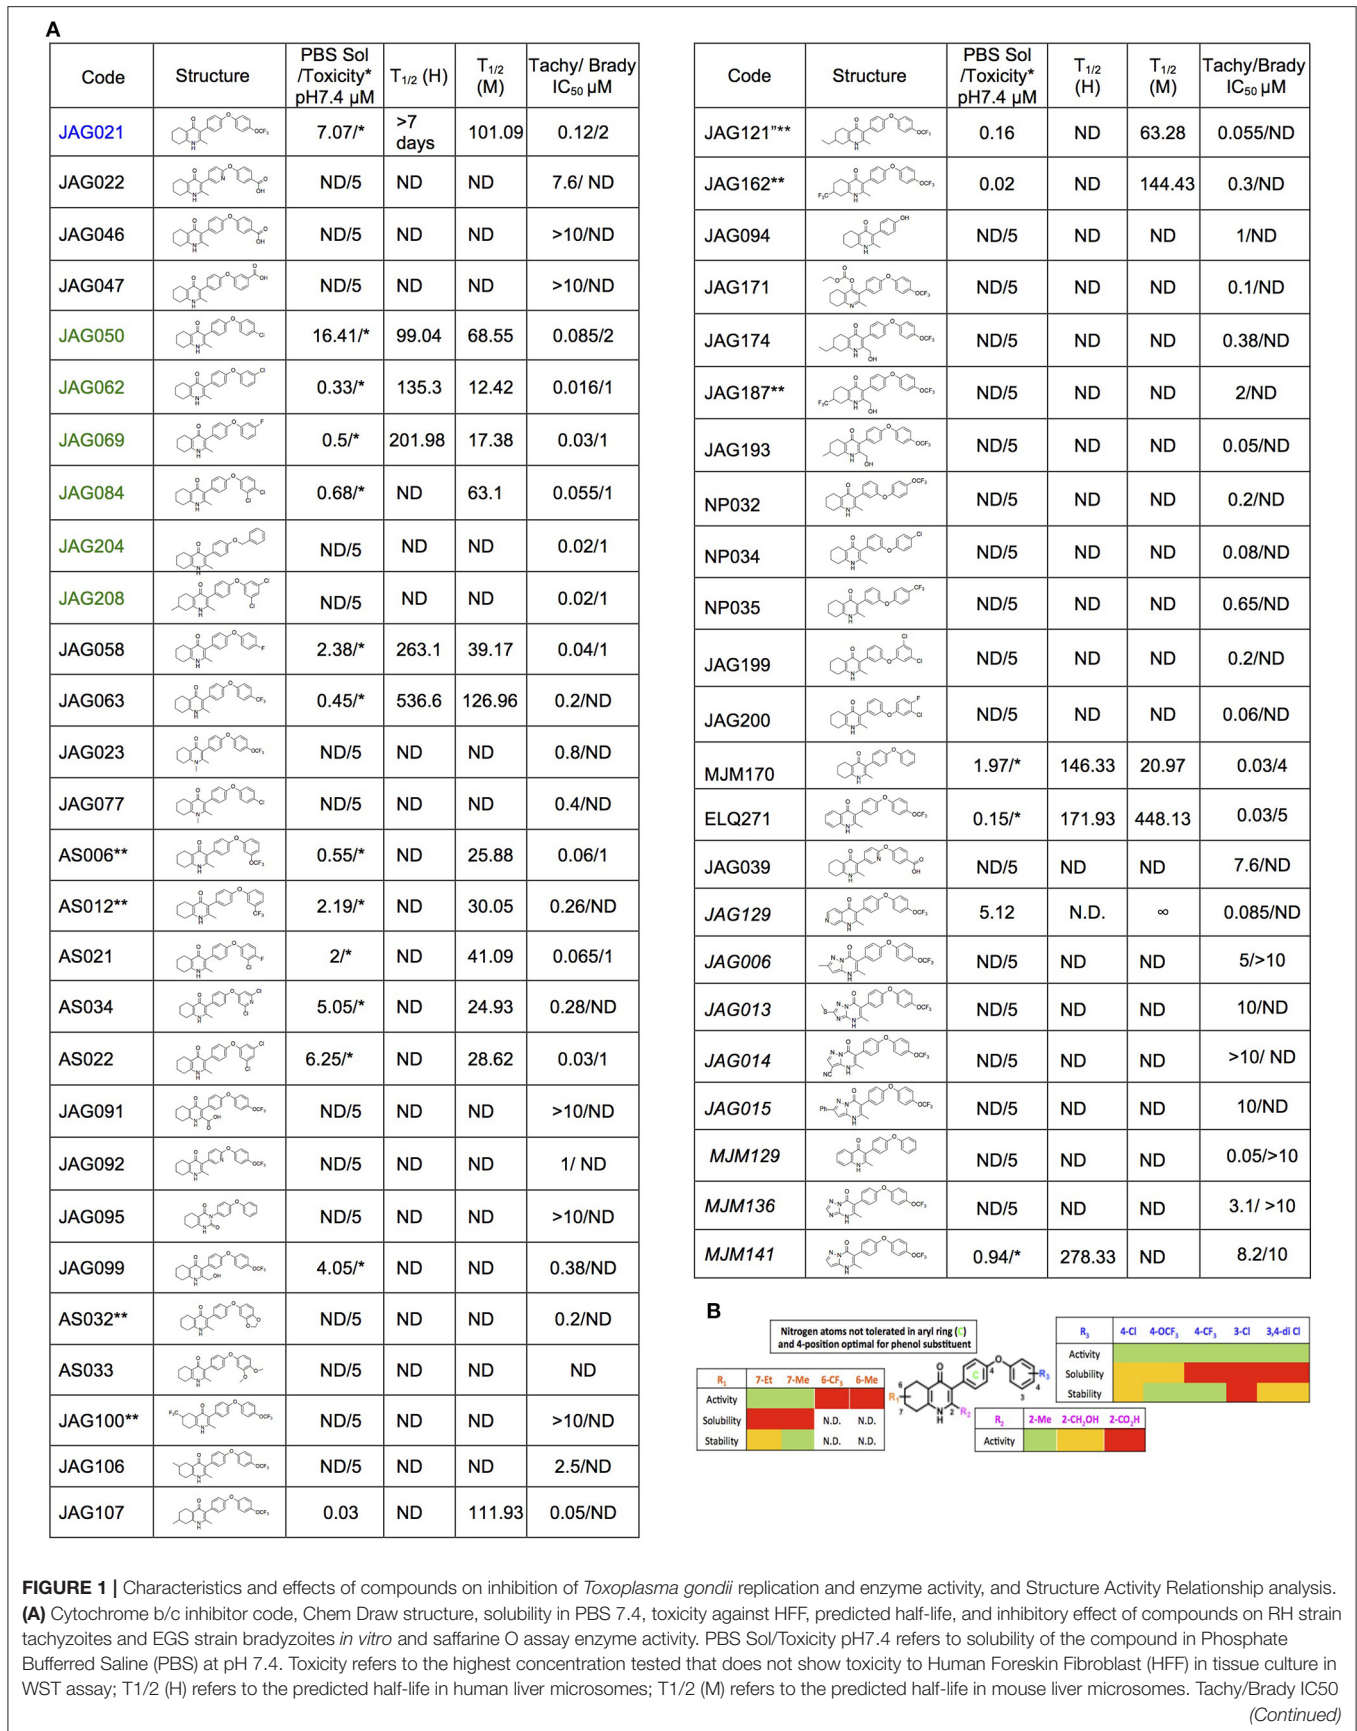 A
Code Structure PBS Sol /Toxicity* pH7.4 µM T1/2 (H) T1/2 (M) Tachy/ Brady IC50 µM
JAG021 7.07/* >7 days 101.09 0.12/2
JAG022 ND/5 ND ND 7.6/ ND
JAG046 ND/5 ND ND >10/ND
JAG047 ND/5 ND ND >10/ND
JAG050 16.41/* 99.04 68.55 0.085/2
JAG062 0.33/* 135.3 12.42 0.016/1
JAG069 0.5/* 201.98 17.38 0.03/1
JAG084 0.68/* ND 63.1 0.055/1
JAG204 ND/5 ND ND 0.02/1
JAG208 ND/5 ND ND 0.02/1
JAG058 2.38/* 263.1 39.17 0.04/1
JAG063 0.45/* 536.6 126.96 0.2/ND
JAG023 ND/5 ND ND 0.8/ND
JAG077 ND/5 ND ND 0.4/ND
AS006** 0.55/* ND 25.88 0.06/1
AS012** 2.19/* ND 30.05 0.26/ND
AS021 2/* ND 41.09 0.065/1
AS034 5.05/* ND 24.93 0.28/ND
AS022 6.25/* ND 28.62 0.03/1
JAG091 ND/5 ND ND >10/ND
JAG092 ND/5 ND ND 1/ ND
JAG095 ND/5 ND ND >10/ND
JAG099 4.05/* ND ND 0.38/ND
AS032** ND/5 ND ND 0.2/ND
AS033 ND/5 ND ND ND
JAG100** ND/5 ND ND >10/ND
JAG106 ND/5 ND ND 2.5/ND
JAG107 0.03 ND 111.93 0.05/ND
Code Structure PBS Sol /Toxicity* pH7.4 µM T1/2 (H) T1/2 (M) Tachy/Brady IC50 µM
JAG121"** 0.16 ND 63.28 0.055/ND
JAG162** 0.02 ND 144.43 0.3/ND
JAG094 ND/5 ND ND 1/ND
JAG171 ND/5 ND ND 0.1/ND
JAG174 ND/5 ND ND 0.38/ND
JAG187** ND/5 ND ND 2/ND
JAG193 ND/5 ND ND 0.05/ND
NP032 ND/5 ND ND 0.2/ND
NP034 ND/5 ND ND 0.08/ND
NP035 ND/5 ND ND 0.65/ND
JAG199 ND/5 ND ND 0.2/ND
JAG200 ND/5 ND ND 0.06/ND
MJM170 1.97/* 146.33 20.97 0.03/4
ELQ271 0.15/* 171.93 448.13 0.03/5
JAG039 ND/5 ND ND 7.6/ND
JAG129 5.12 N.D. ∞ 0.085/ND
JAG006 ND/5 ND ND 5/>10
JAG013 ND/5 ND ND 10/ND
JAG014 ND/5 ND ND >10/ ND
JAG015 ND/5 ND ND 10/ND
MJM129 ND/5 ND ND 0.05/>10
MJM136 ND/5 ND ND 3.1/ >10
MJM141 0.94/* 278.33 ND 8.2/10
B
Nitrogen atoms not tolerated in aryl ring (C)
and 4-position optimal for phenol substituent
R1 7-Et 7-Me 6-CF3 6-Me
Activity
Solubility N.D. N.D.
Stability N.D. N.D.
R3 4-Cl 4-OCF3 4-CF3 3-Cl 3,4-di Cl
Activity
Solubility
Stability
R2 2-Me 2-CH2OH 2-CO2H
Activity
FIGURE 1 | Characteristics and effects of compounds on inhibition of Toxoplasma gondii replication and enzyme activity, and Structure Activity Relationship analysis.
(A) Cytochrome b/c inhibitor code, Chem Draw structure, solubility in PBS 7.4, toxicity against HFF, predicted half-life, and inhibitory effect of compounds on RH strain
tachyzoites and EGS strain bradyzoites in vitro and saffarine O assay enzyme activity. PBS Sol/Toxicity pH7.4 refers to solubility of the compound in Phosphate
Bufferred Saline (PBS) at pH 7.4. Toxicity refers to the highest concentration tested that does not show toxicity to Human Foreskin Fibroblast (HFF) in tissue culture in
WST assay; T1/2 (H) refers to the predicted half-life in human liver microsomes; T1/2 (M) refers to the predicted half-life in mouse liver microsomes. Tachy/Brady IC50
(Continued)